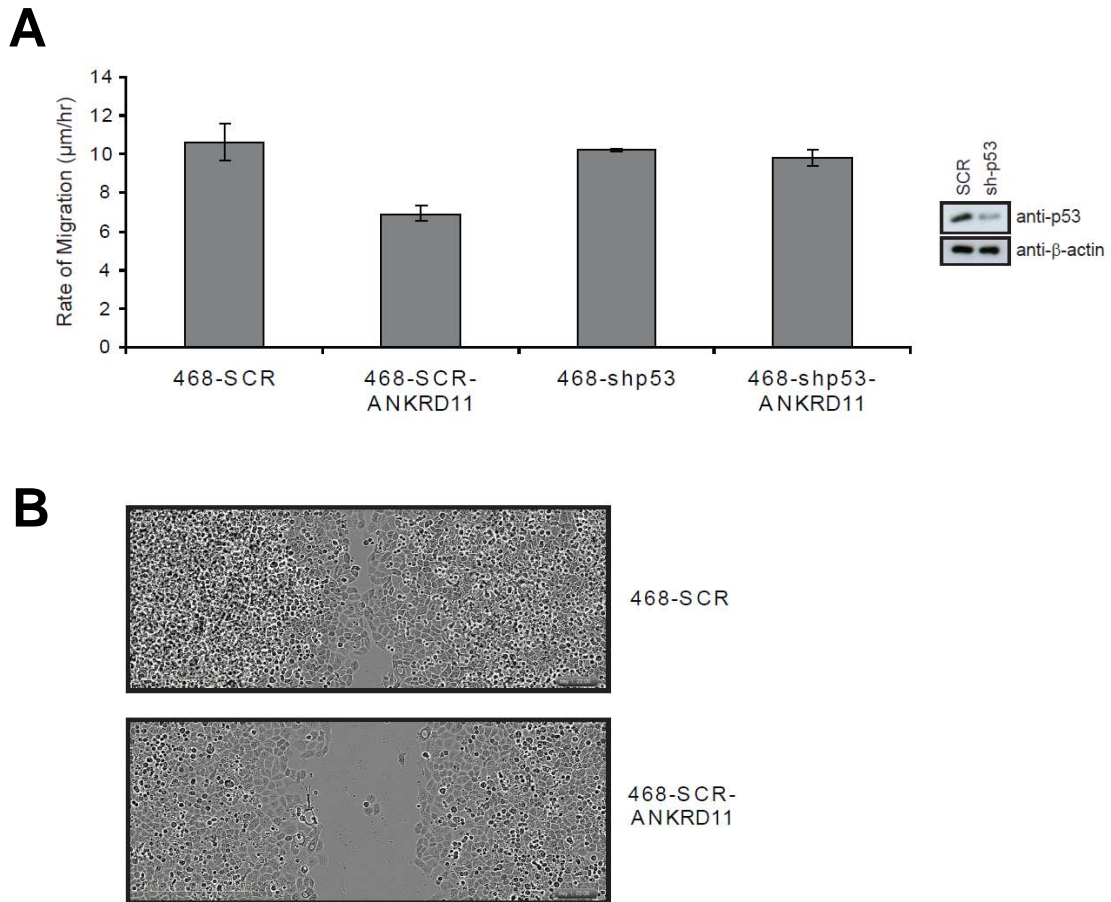 A
Rate of Migration (µm/hr)
14
12
10
8
6
4
2
0
468-SCR
468-SCR-
ANKRD11
468-shp53
468-shp53-
ANKRD11
SCR
sh-p53
anti-p53
anti-β-actin
B
468-SCR
468-SCR-
ANKRD11